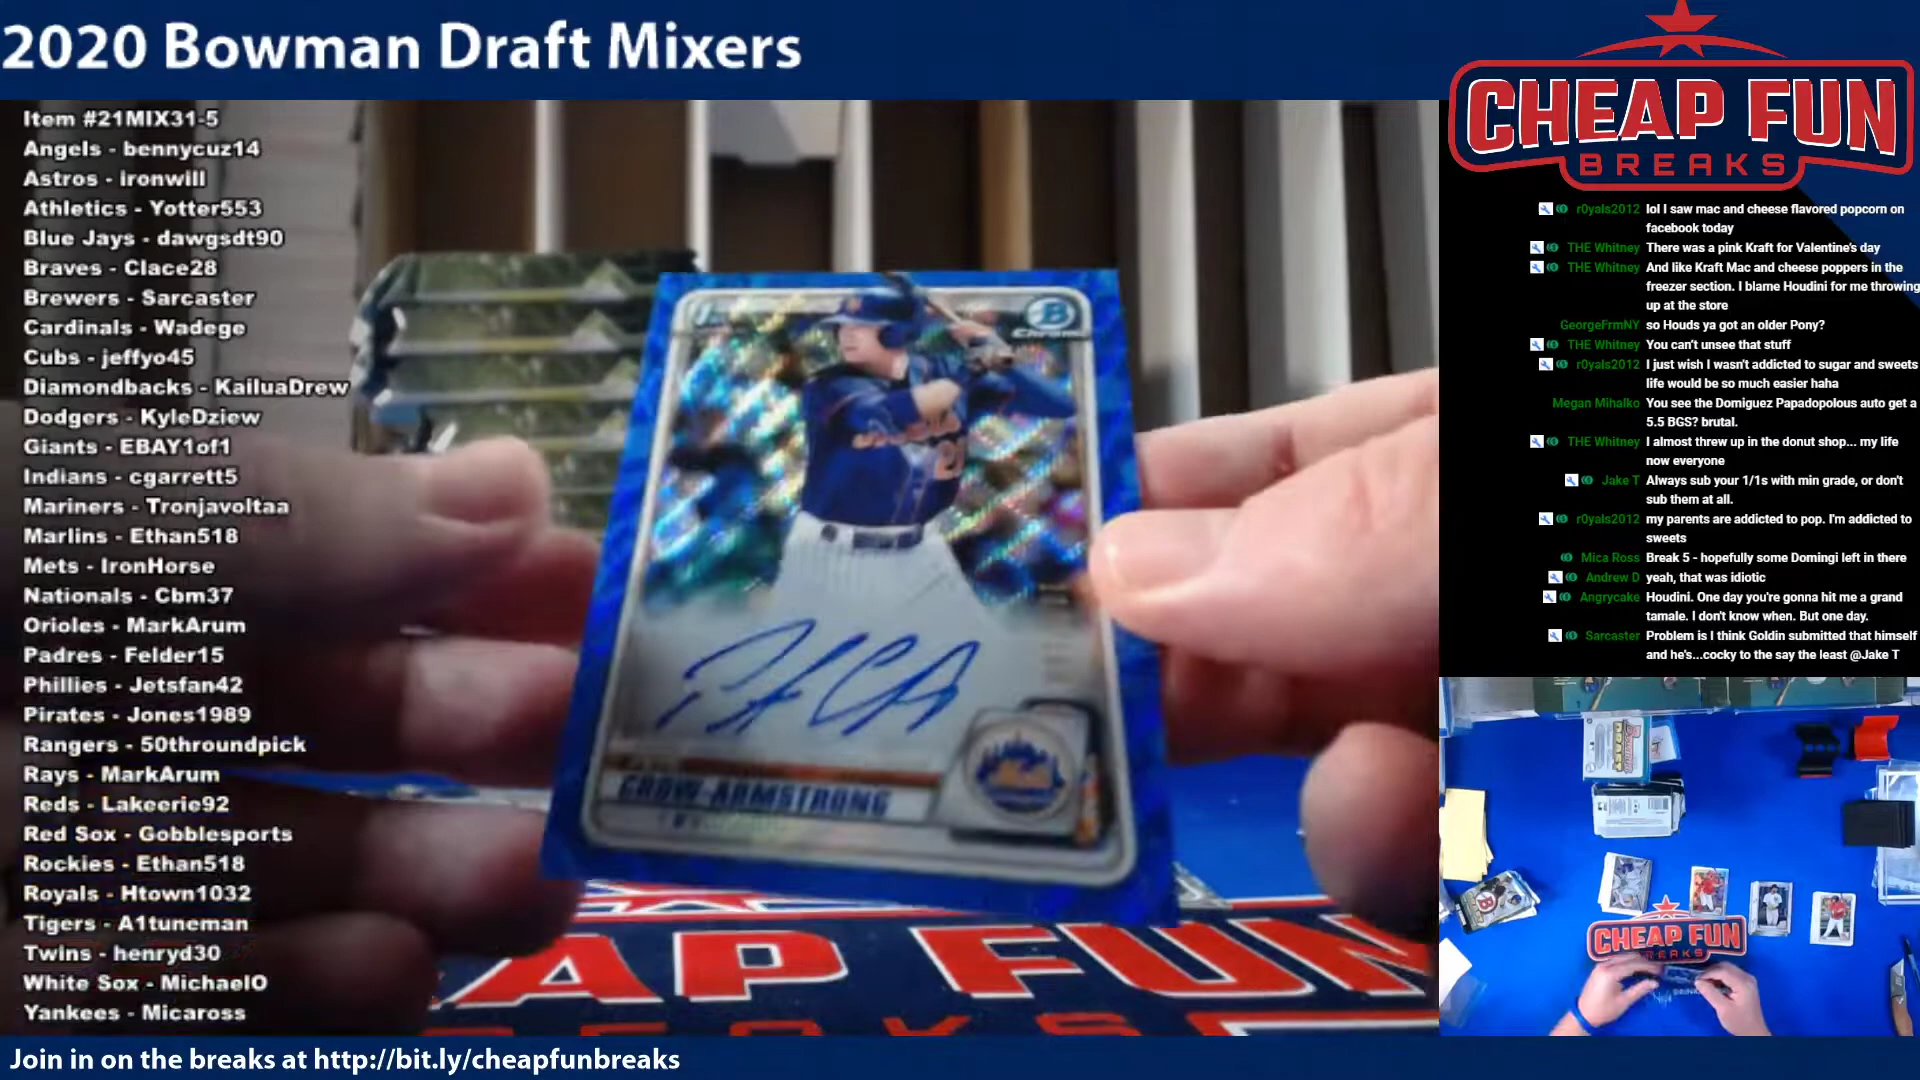 2020 Bowman Draft Mixers
CHEAP FUN
BREAKS
Item #21MIX31-5
Angels - bennycuz14
Astros - ironwill
Athletics - Yotter553
Blue Jays - dawgsdt90
Braves - Clace28
Brewers - Sarcaster
Cardinals - Wadege
Cubs - jeffyo45
Diamondbacks - KailuaDrew
Dodgers - KyleDziew
Giants - EBAY1of1
Indians - cgarrett5
Mariners - Tronjavoltaa
Marlins - Ethan518
Mets - IronHorse
Nationals - Cbm37
Orioles - MarkArum
Padres - Felder15
Phillies - Jetsfan42
Pirates - Jones1989
Rangers - 50throundpick
Rays - MarkArum
Reds - Lakeerie92
Red Sox - Gobblesports
Rockies - Ethan518
Royals - Htown1032
Tigers - A1tuneman
Twins - henryd30
White Sox - MichaelO
Yankees - Micaross
B
CHROME
CROW-ARMSTRONG
AP FUN
r0yals2012 lol I saw mac and cheese flavored popcorn on
facebook today
THE Whitney There was a pink Kraft for Valentine's day
THE Whitney And like Kraft Mac and cheese poppers in the
freezer section. I blame Houdini for me throwing
up at the store
GeorgeFrmNY so Houds ya got an older Pony?
THE Whitney You can't unsee that stuff
r0yals2012 I just wish I wasn't addicted to sugar and sweets
life would be so much easier haha
Megan Mihalko You see the Domiguez Papadopolous auto get a
5.5 BGS? brutal.
THE Whitney I almost threw up in the donut shop... my life
now everyone
Jake T Always sub your 1/1s with min grade, or don't
sub them at all.
r0yals2012 my parents are addicted to pop. I'm addicted to
sweets
Mica Ross Break 5 - hopefully some Domingi left in there
Andrew D yeah, that was idiotic
Angrycake Houdini. One day you're gonna hit me a grand
tamale. I don't know when. But one day.
Sarcaster Problem is I think Goldin submitted that himself
and he's...cocky to the say the least @Jake T
CHEAP FUN
BREAKS
Join in on the breaks at http://bit.ly/cheapfunbreaks